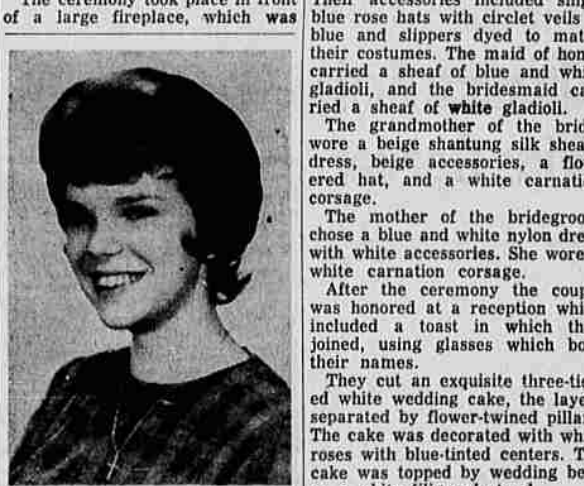 The ceremony took place in front
of a large fireplace, which was
Their accessories included
blue rose hats with circlet veils
blue and slippers dyed to mat
their costumes. The maid of hon
carried a sheaf of blue and whi
gladioli, and the bridesmaid ca
ried a sheaf of white gladioli.
The grandmother of the brid
wore a beige shantung silk shea
dress, beige accessories, a flo
ered hat, and a white carnati
corsage.
The mother of the bridegroo
chose a blue and white nylon dre
with white accessories. She wore
white carnation corsage.
After the ceremony the coup
was honored at a reception whi
included a toast in which th
joined, using glasses which bo
their names.
They cut an exquisite three-tie
ed white wedding cake, the laye
separated by flower-twined pilla
The cake was decorated with whi
roses with blue-tinted centers. T
cake was topped by wedding be